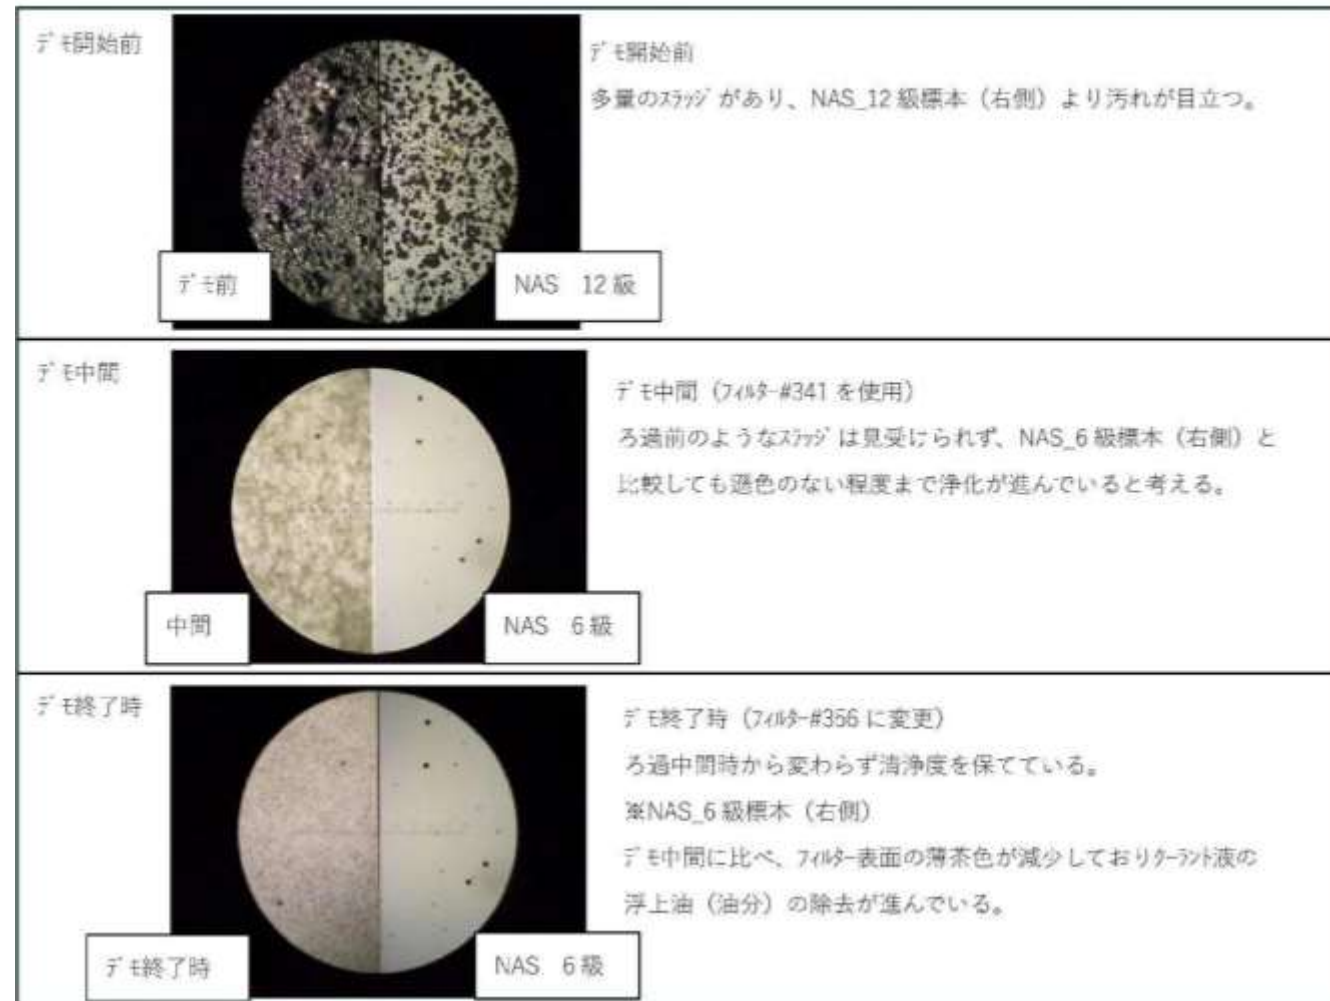 デモ開始前
デモ開始前
多量のスラッジがあり、NAS_12級標本（右側）より汚れが目立つ。
デモ前
NAS 12級
デモ中間
デモ中間（フィルター#341を使用）
ろ過前のようなスラッジは見受けられず、NAS_6級標本（右側）と
比較しても遜色のない程度まで浄化が進んでいると考える。
中間
NAS 6級
デモ終了時
デモ終了時（フィルター#356に変更）
ろ過中間時から変わらず清浄度を保てている。
※NAS_6級標本（右側）
デモ中間に比べ、フィルター表面の薄茶色が減少しておりクーラント液の
浮上油（油分）の除去が進んでいる。
デモ終了時
NAS 6級